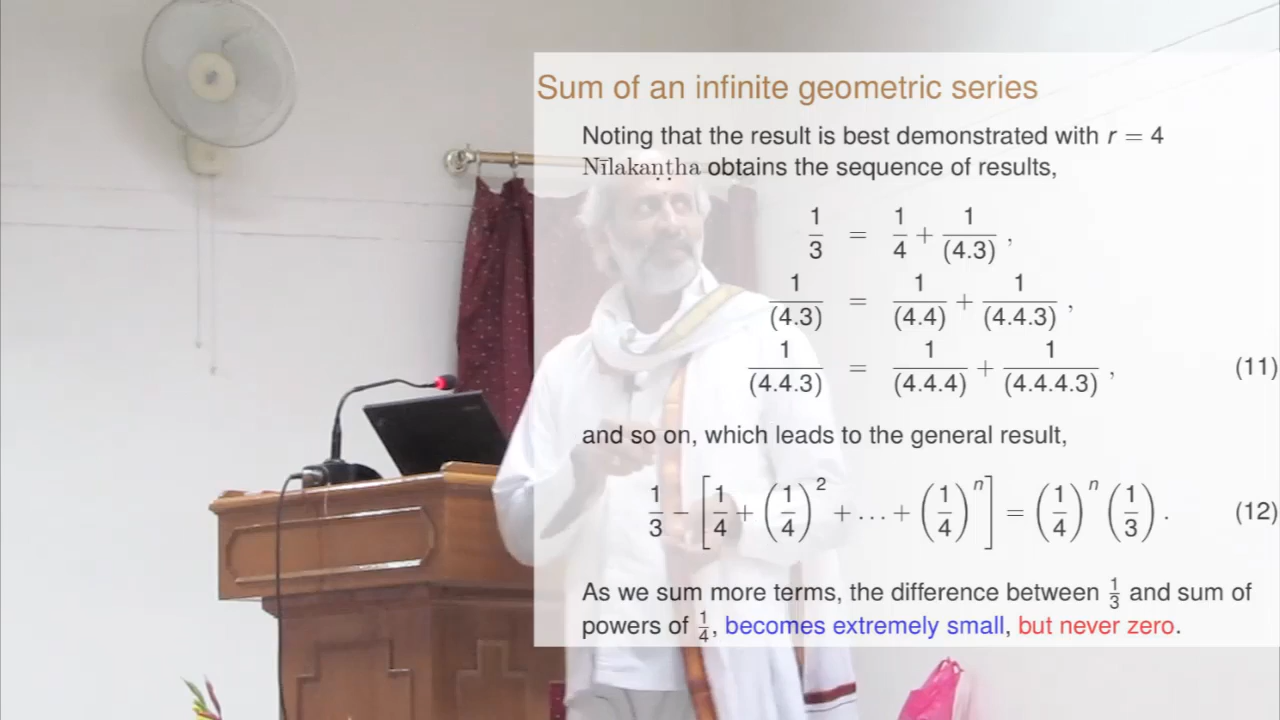 Sum of an infinite geometric series
Noting that the result is best demonstrated with r = 4
Nīlakaṇṭha obtains the sequence of results,
1/3 = 1/4 + 1/(4.3) ,
1/(4.3) = 1/(4.4) + 1/(4.4.3) ,
1/(4.4.3) = 1/(4.4.4) + 1/(4.4.4.3) , (11)
and so on, which leads to the general result,
1/3 − [1/4 + (1/4)^2 + . . . + (1/4)^n] = (1/4)^n (1/3) . (12)
As we sum more terms, the difference between 1/3 and sum of
powers of 1/4, becomes extremely small, but never zero.